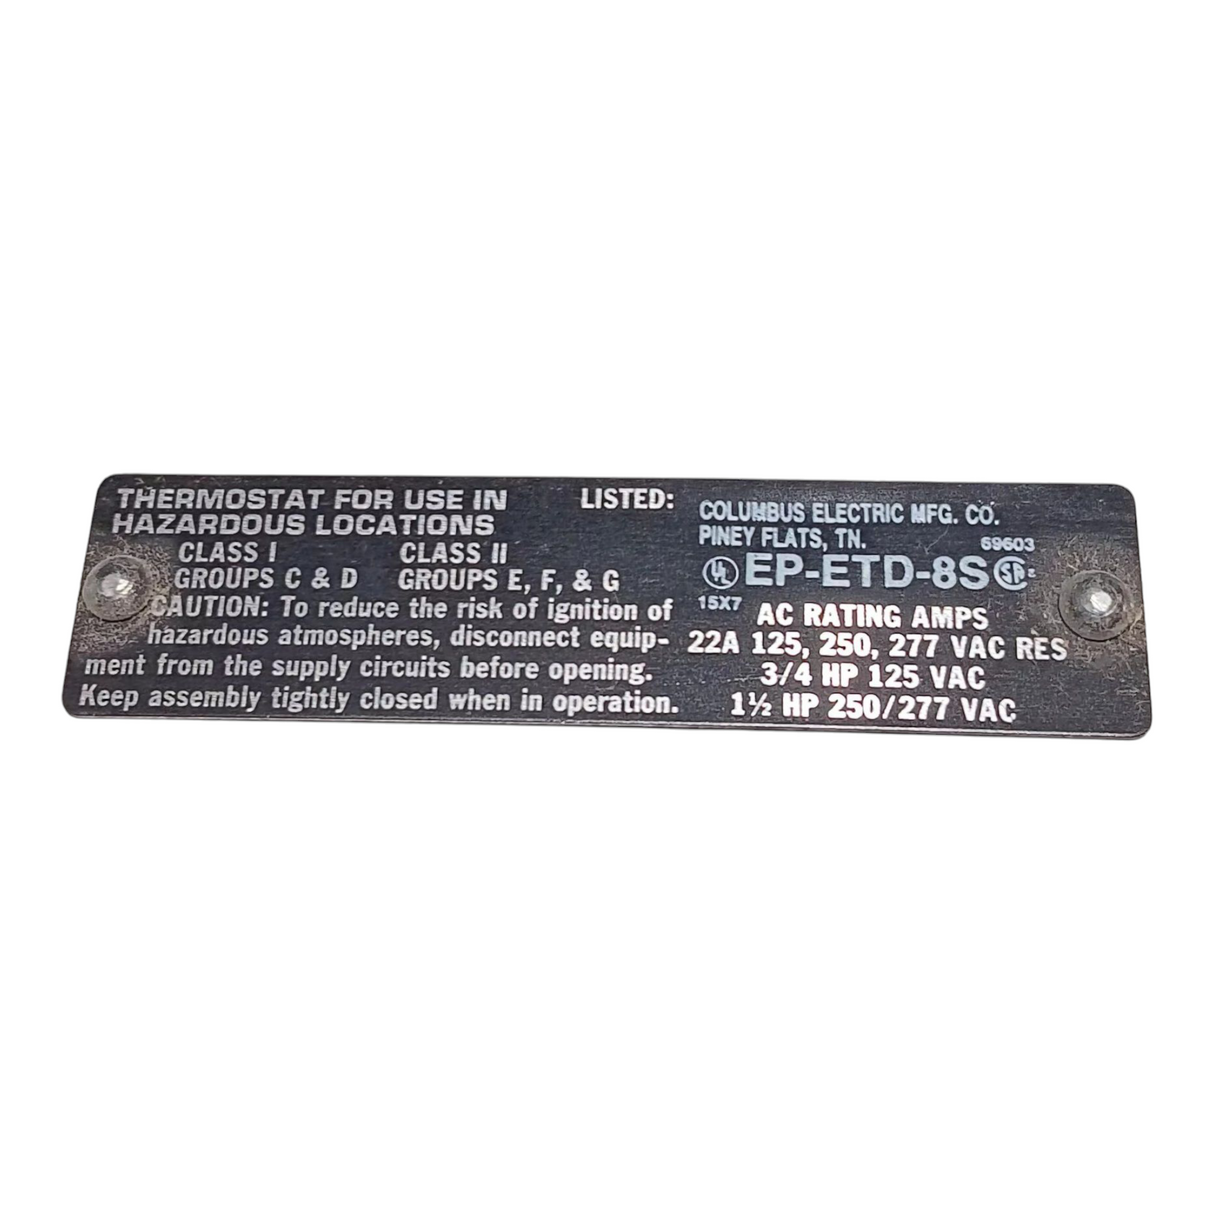 THERMOSTAT FOR USE IN
HAZARDOUS LOCATIONS
CLASS I CLASS II
GROUPS C & D GROUPS E, F, & G
CAUTION: To reduce the risk of ignition of
hazardous atmospheres, disconnect equip-
ment from the supply circuits before opening.
Keep assembly tightly closed when in operation.
LISTED:
COLUMBUS ELECTRIC MFG. CO.
PINEY FLATS, TN. 69603
UL EP-ETD-8S SA
15X7 AC RATING AMPS
22A 125, 250, 277 VAC RES
3/4 HP 125 VAC
1½ HP 250/277 VAC